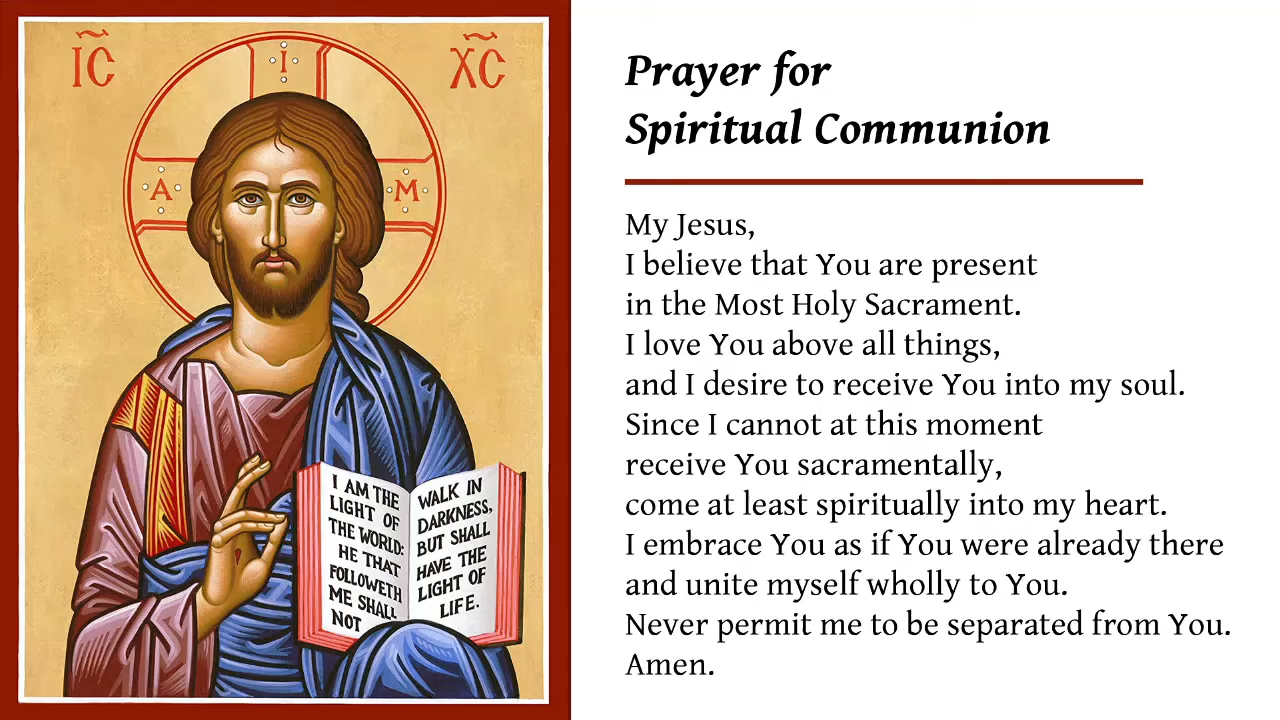 IC XC
I
A M
I AM THE
LIGHT OF
THE WORLD:
HE THAT
FOLLOWETH
ME SHALL
NOT
WALK IN
DARKNESS,
BUT SHALL
HAVE THE
LIGHT OF
LIFE.
Prayer for
Spiritual Communion
My Jesus,
I believe that You are present
in the Most Holy Sacrament.
I love You above all things,
and I desire to receive You into my soul.
Since I cannot at this moment
receive You sacramentally,
come at least spiritually into my heart.
I embrace You as if You were already there
and unite myself wholly to You.
Never permit me to be separated from You.
Amen.